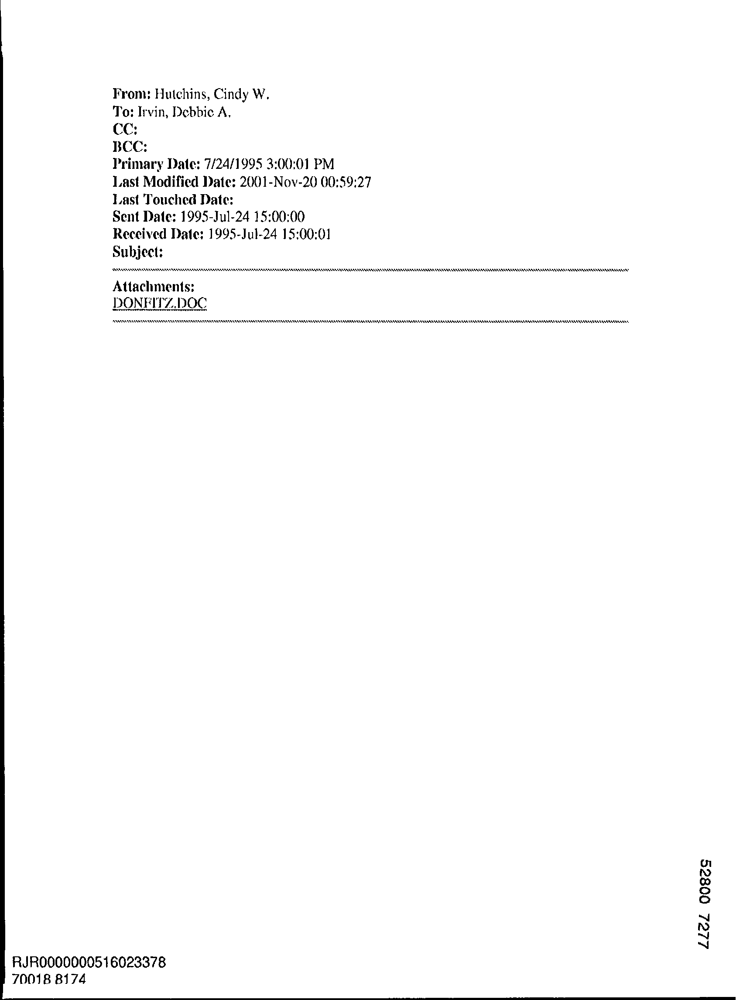 From: Hutchins, Cindy W.
To: Irvin, Debbie A.
CC:
BCC:
Primary Date: 7/24/1995 3:00:01 PM
Last Modified Date: 2001-Nov-20 00:59:27
Last Touched Date:
Sent Date: 1995-Jul-24 15:00:00
Received Date: 1995-Jul-24 15:00:01
Subject:
Attachments:
DONFITZ.DOC
52800 7277
RJR0000000516023378
70018 8174